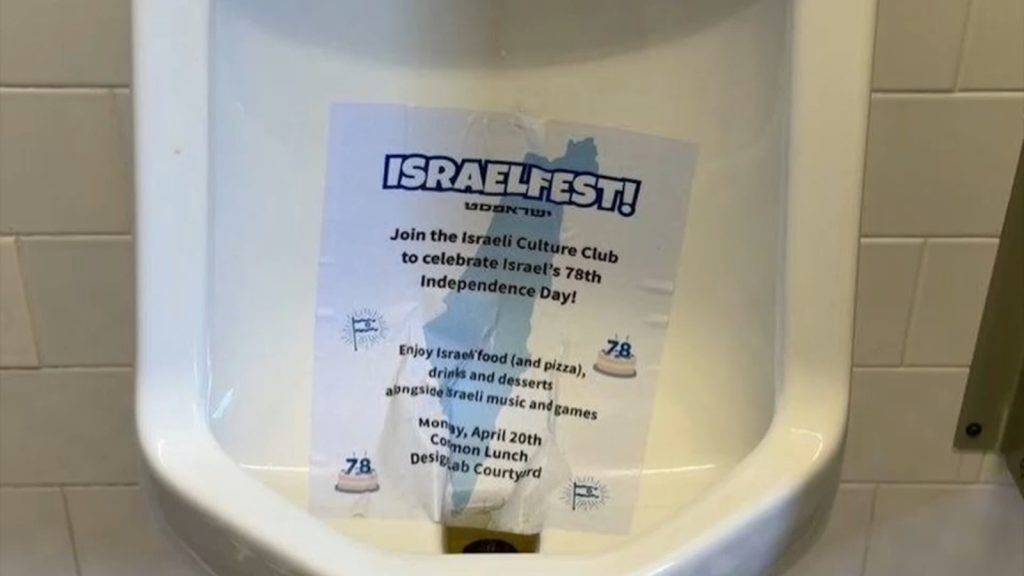 ISRAELFEST!
ישראפסט
Join the Israeli Culture Club
to celebrate Israel's 78th
Independence Day!
78
Enjoy Israeli food (and pizza),
drinks and desserts
alongside Israeli music and games
Monday, April 20th
Common Lunch
DesignLab Courtyard
78